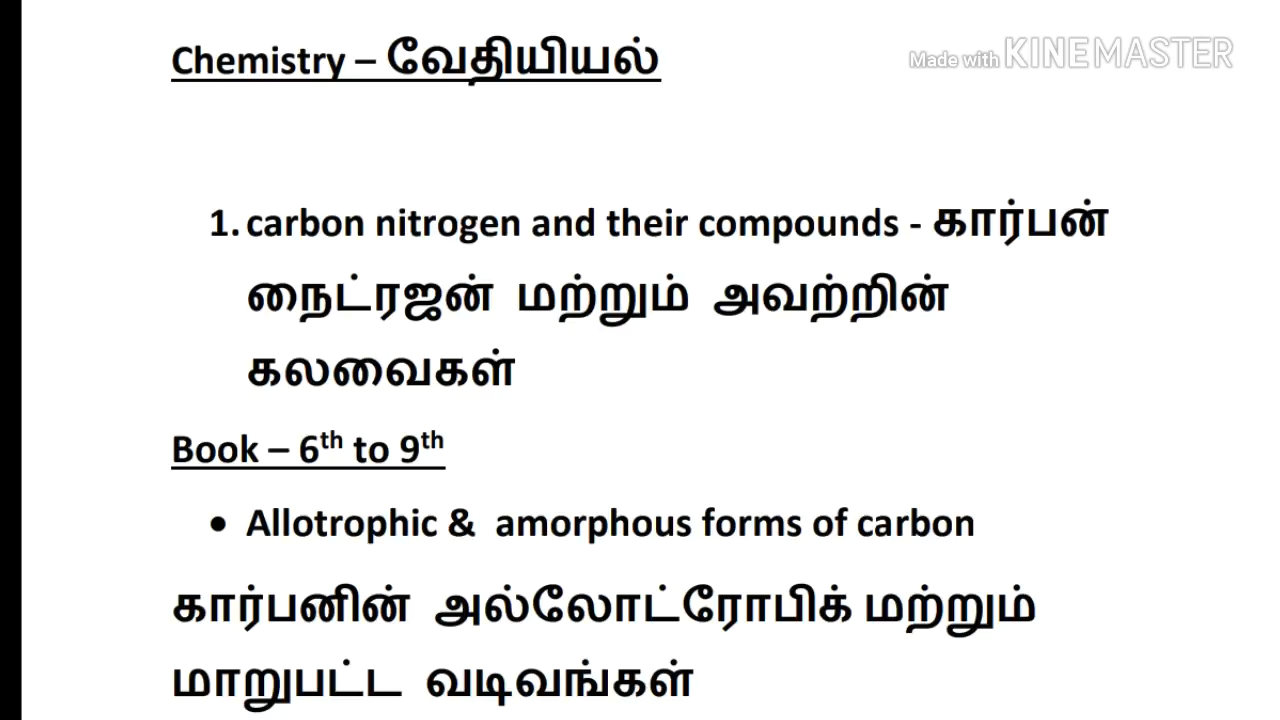 Chemistry – வேதியியல்
Made with KINEMASTER
1. carbon nitrogen and their compounds - கார்பன்
நைட்ரஜன் மற்றும் அவற்றின்
கலவைகள்
Book – 6th to 9th
• Allotrophic & amorphous forms of carbon
கார்பனின் அல்லோட்ரோபிக் மற்றும்
மாறுபட்ட வடிவங்கள்